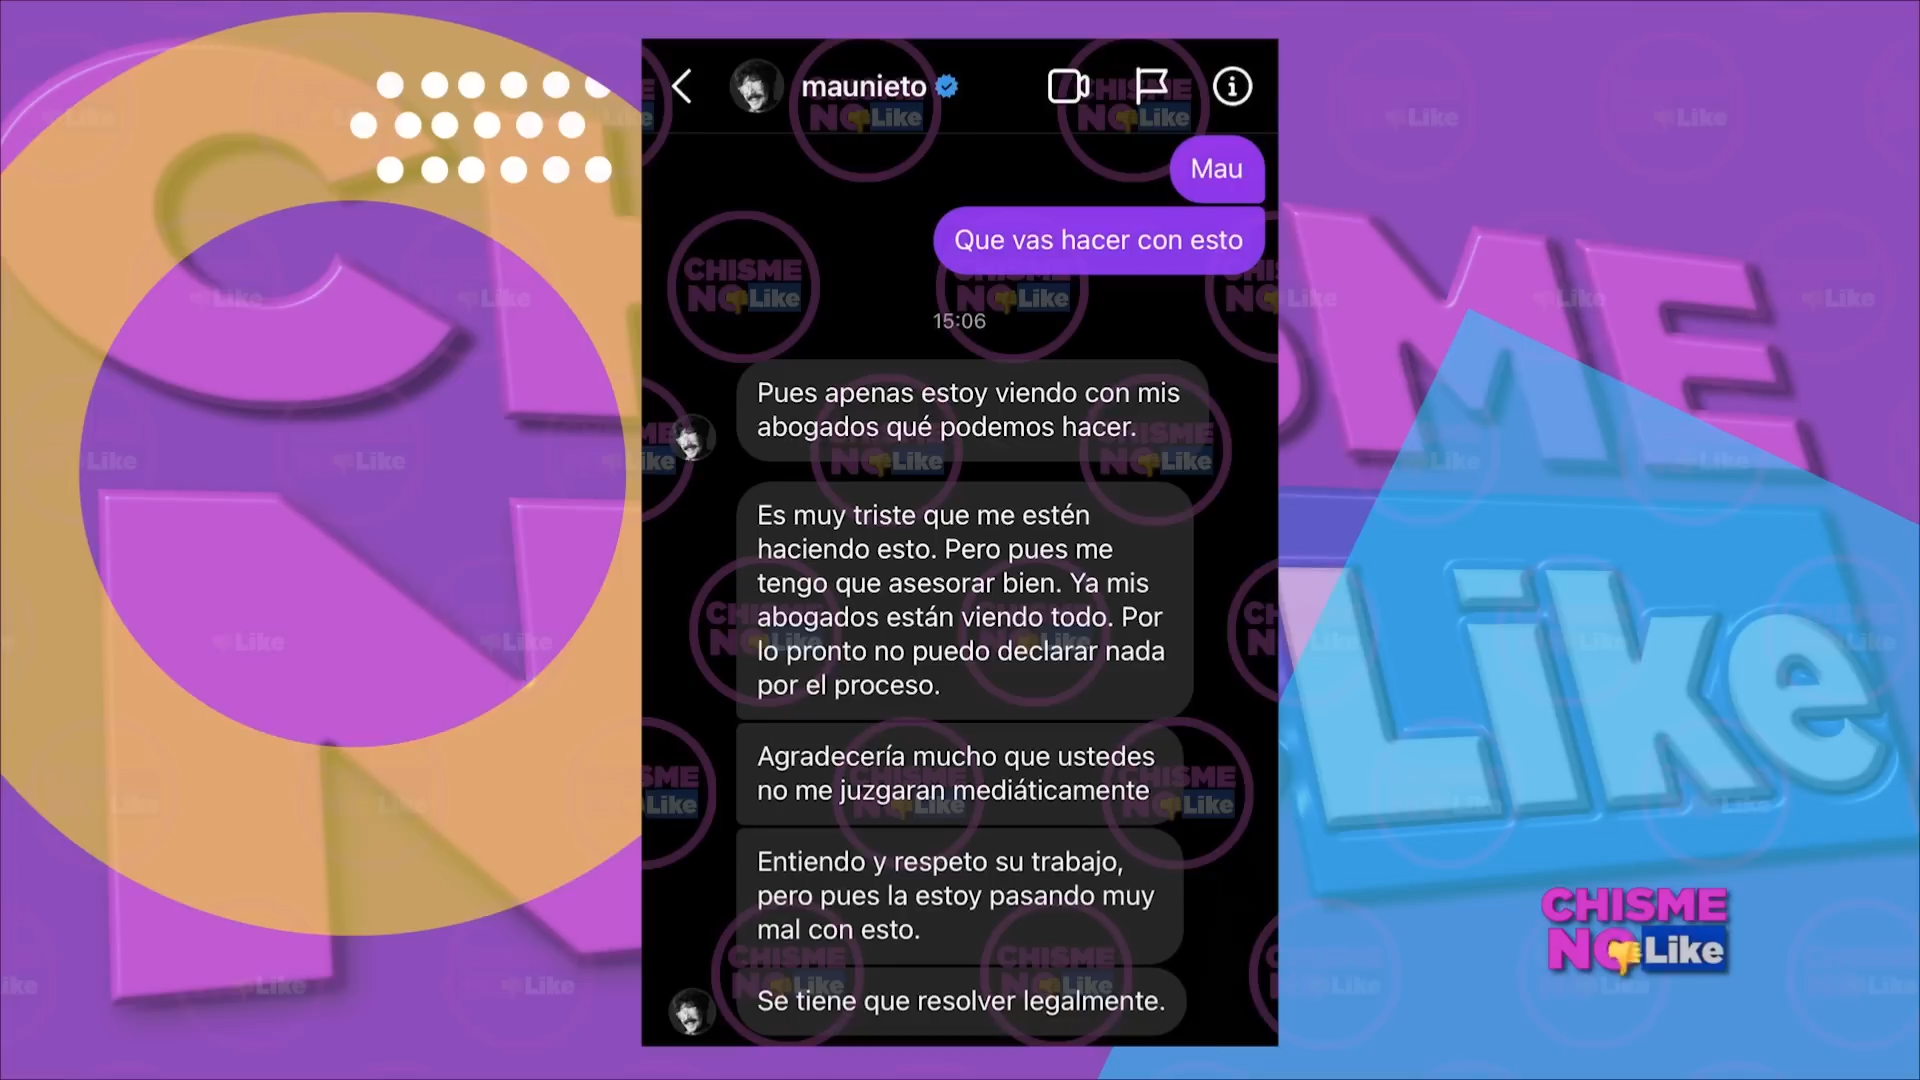 maunieto
Mau
Que vas hacer con esto
15:06
Pues apenas estoy viendo con mis
abogados qué podemos hacer.
Es muy triste que me estén
haciendo esto. Pero pues me
tengo que asesorar bien. Ya mis
abogados están viendo todo. Por
lo pronto no puedo declarar nada
por el proceso.
Agradecería mucho que ustedes
no me juzgaran mediáticamente
Entiendo y respeto su trabajo,
pero pues la estoy pasando muy
mal con esto.
Se tiene que resolver legalmente.
CHISME
NO Like